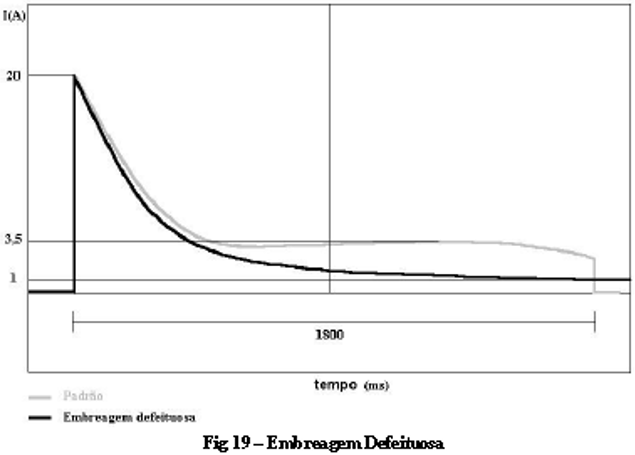 I(A)
20
3,5
1
1800
tempo (ms)
Padrão
Embreagem defeituosa
Fig 19 – Embreagem Defeituosa